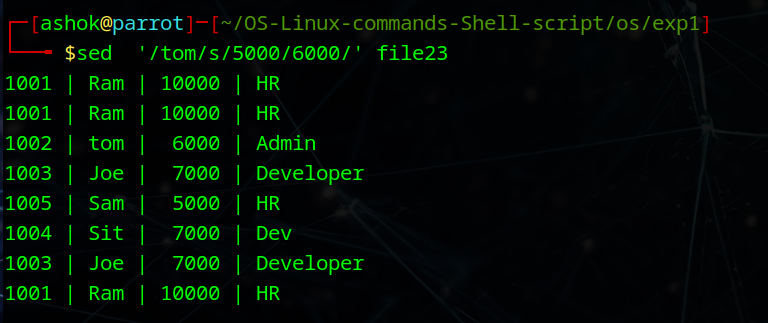 ┌─[ashok@parrot]─[~/OS-Linux-commands-Shell-script/os/exp1]
└──╼ $sed  '/tom/s/5000/6000/' file23
1001 | Ram | 10000 | HR
1001 | Ram | 10000 | HR
1002 | tom |  6000 | Admin
1003 | Joe |  7000 | Developer
1005 | Sam |  5000 | HR
1004 | Sit |  7000 | Dev
1003 | Joe |  7000 | Developer
1001 | Ram | 10000 | HR